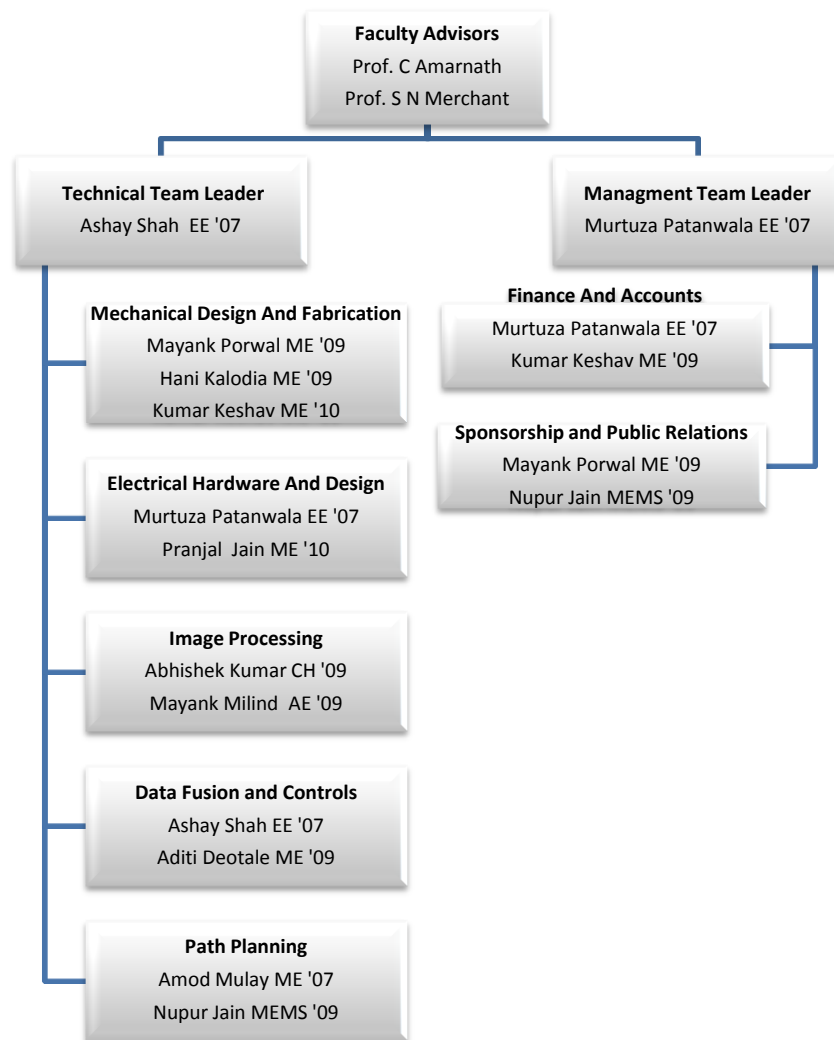 Faculty Advisors
Prof. C Amarnath
Prof. S N Merchant
Technical Team Leader
Ashay Shah  EE '07
Managment Team Leader
Murtuza Patanwala EE '07
Mechanical Design And Fabrication
Mayank Porwal ME '09
Hani Kalodia ME '09
Kumar Keshav ME '10
Electrical Hardware And Design
Murtuza Patanwala EE '07
Pranjal  Jain ME '10
Image Processing
Abhishek Kumar CH '09
Mayank Milind  AE '09
Data Fusion and Controls
Ashay Shah EE '07
Aditi Deotale ME '09
Path Planning
Amod Mulay ME '07
Nupur Jain MEMS '09
Finance And Accounts
Murtuza Patanwala EE '07
Kumar Keshav ME '09
Sponsorship and Public Relations
Mayank Porwal ME '09
Nupur Jain MEMS '09